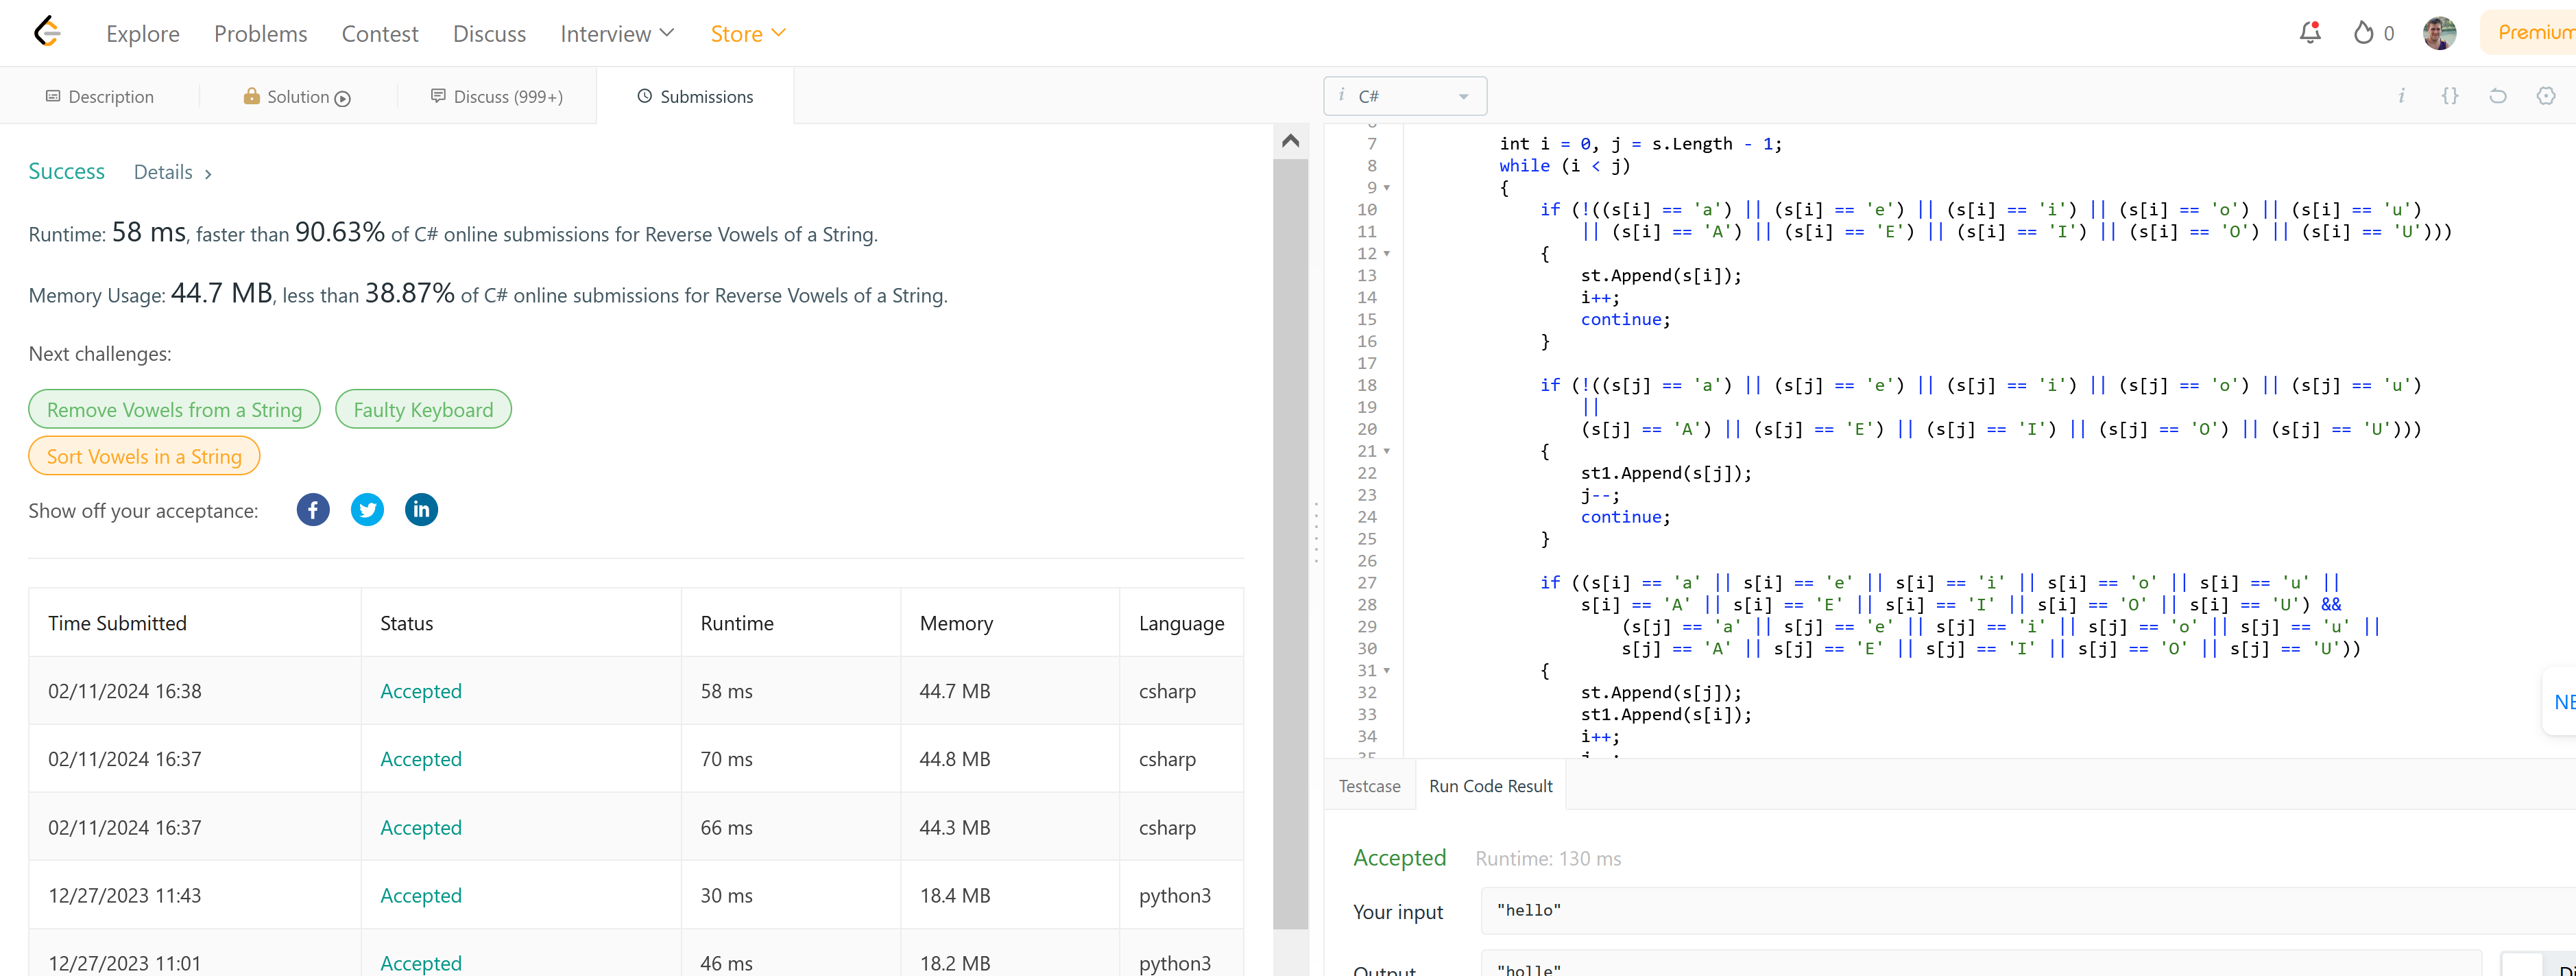 Explore Problems Contest Discuss Interview Store 0
Description Solution Discuss (999+) Submissions
Success Details
Runtime: 58 ms, faster than 90.63% of C# online submissions for Reverse Vowels of a String.
Memory Usage: 44.7 MB, less than 38.87% of C# online submissions for Reverse Vowels of a String.
Next challenges:
Remove Vowels from a String Faulty Keyboard
Sort Vowels in a String
Show off your acceptance:
Time Submitted Status Runtime Memory Language
02/11/2024 16:38 Accepted 58 ms 44.7 MB csharp
02/11/2024 16:37 Accepted 70 ms 44.8 MB csharp
02/11/2024 16:37 Accepted 66 ms 44.3 MB csharp
12/27/2023 11:43 Accepted 30 ms 18.4 MB python3
12/27/2023 11:01 Accepted 46 ms 18.2 MB python3
i C#
7 int i = 0, j = s.Length - 1;
8 while (i < j)
9 {
10 if (!((s[i] == 'a') || (s[i] == 'e') || (s[i] == 'i') || (s[i] == 'o') || (s[i] == 'u')
11 || (s[i] == 'A') || (s[i] == 'E') || (s[i] == 'I') || (s[i] == 'O') || (s[i] == 'U')))
12 {
13 st.Append(s[i]);
14 i++;
15 continue;
16 }
17
18 if (!((s[j] == 'a') || (s[j] == 'e') || (s[j] == 'i') || (s[j] == 'o') || (s[j] == 'u')
19 ||
20 (s[j] == 'A') || (s[j] == 'E') || (s[j] == 'I') || (s[j] == 'O') || (s[j] == 'U')))
21 {
22 st1.Append(s[j]);
23 j--;
24 continue;
25 }
26
27 if ((s[i] == 'a' || s[i] == 'e' || s[i] == 'i' || s[i] == 'o' || s[i] == 'u' ||
28 s[i] == 'A' || s[i] == 'E' || s[i] == 'I' || s[i] == 'O' || s[i] == 'U') &&
29 (s[j] == 'a' || s[j] == 'e' || s[j] == 'i' || s[j] == 'o' || s[j] == 'u' ||
30 s[j] == 'A' || s[j] == 'E' || s[j] == 'I' || s[j] == 'O' || s[j] == 'U'))
31 {
32 st.Append(s[j]);
33 st1.Append(s[i]);
34 i++;
Testcase Run Code Result
Accepted Runtime: 130 ms
Your input "hello"
Output "holle"